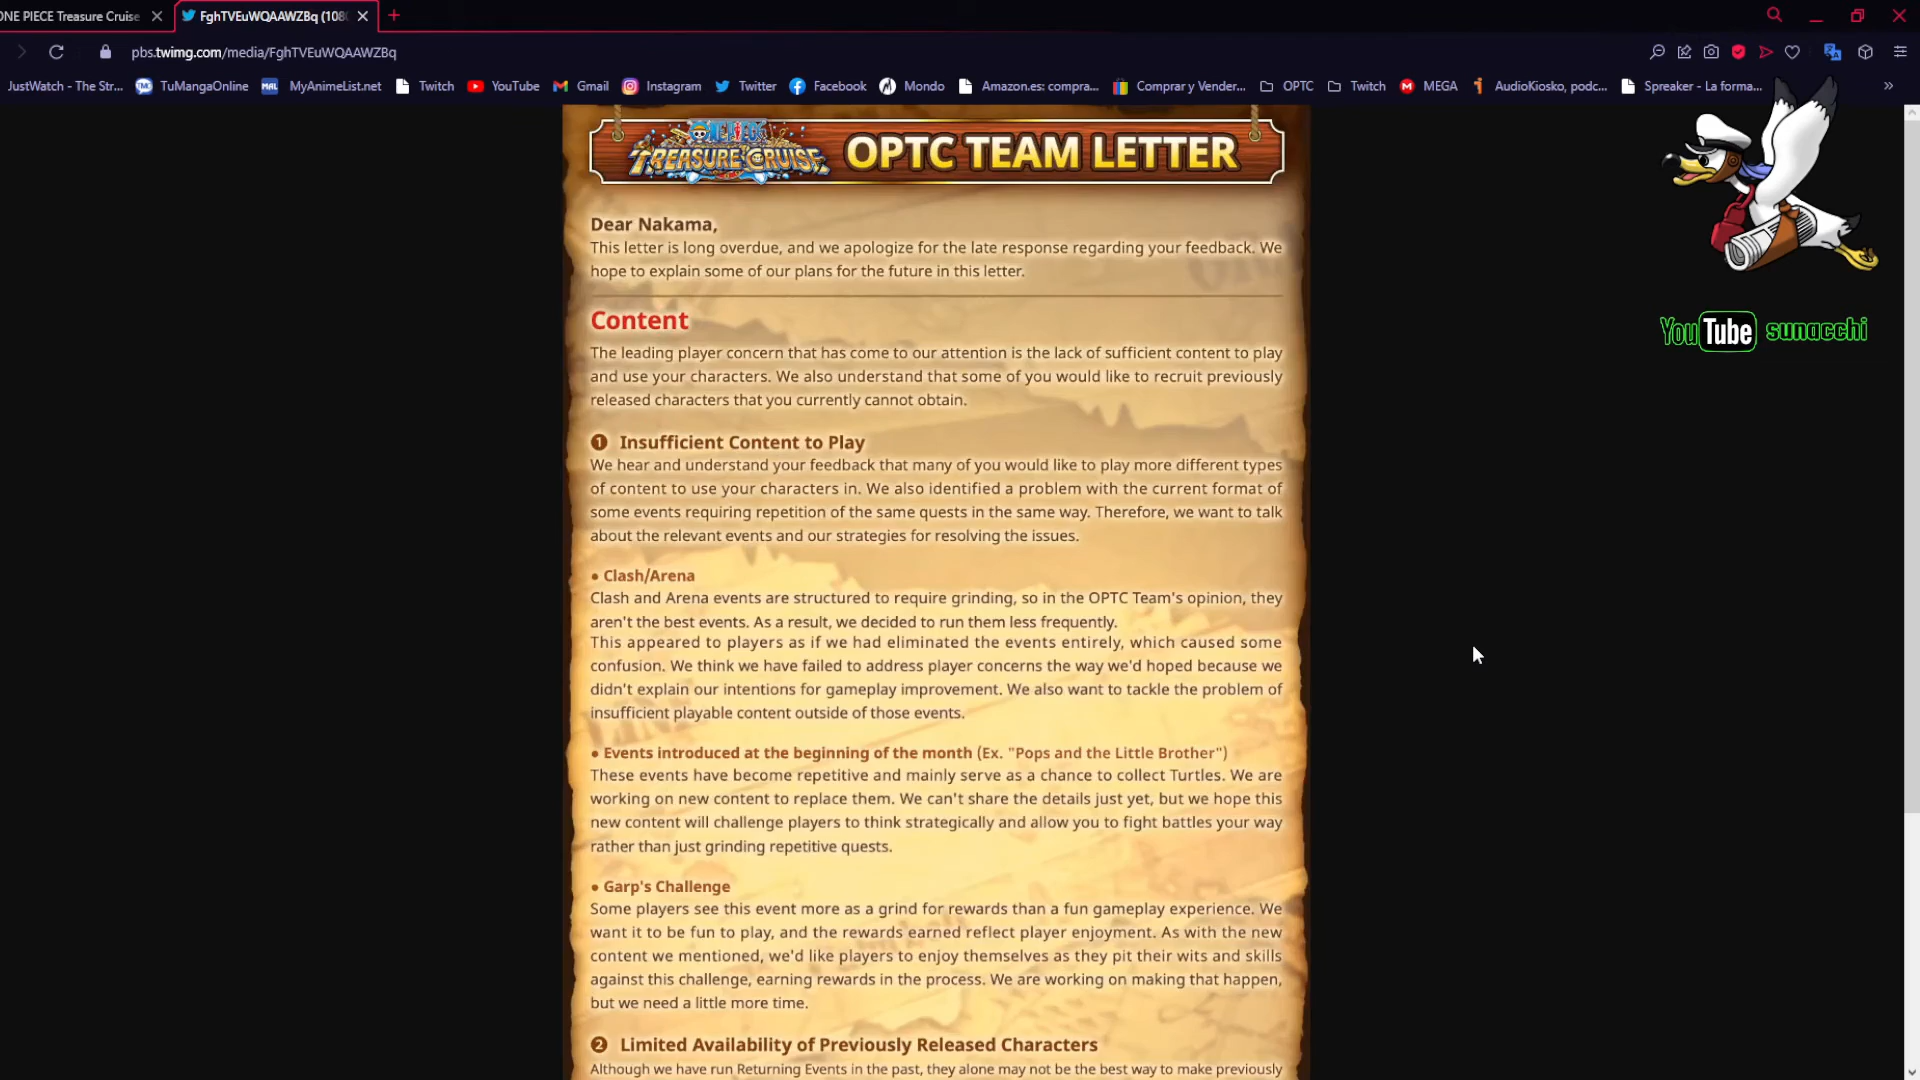 ONE PIECE Treasure Cruise
FghTVEuWQAAWZBq (108
pbs.twimg.com/media/FghTVEuWQAAWZBq
JustWatch - The Str...
TuMangaOnline
MAL
MyAnimeList.net
Twitch
YouTube
Gmail
Instagram
Twitter
Facebook
Mondo
Amazon.es: compra...
Comprar y Vender...
OPTC
Twitch
MEGA
AudioKiosko, podc...
Spreaker - La forma...
ONE PIECE
TREASURE CRUISE
OPTC TEAM LETTER
Dear Nakama,
This letter is long overdue, and we apologize for the late response regarding your feedback. We
hope to explain some of our plans for the future in this letter.
YouTube sunacchi
Content
The leading player concern that has come to our attention is the lack of sufficient content to play
and use your characters. We also understand that some of you would like to recruit previously
released characters that you currently cannot obtain.
1 Insufficient Content to Play
We hear and understand your feedback that many of you would like to play more different types
of content to use your characters in. We also identified a problem with the current format of
some events requiring repetition of the same quests in the same way. Therefore, we want to talk
about the relevant events and our strategies for resolving the issues.
• Clash/Arena
Clash and Arena events are structured to require grinding, so in the OPTC Team's opinion, they
aren't the best events. As a result, we decided to run them less frequently.
This appeared to players as if we had eliminated the events entirely, which caused some
confusion. We think we have failed to address player concerns the way we'd hoped because we
didn't explain our intentions for gameplay improvement. We also want to tackle the problem of
insufficient playable content outside of those events.
• Events introduced at the beginning of the month (Ex. "Pops and the Little Brother")
These events have become repetitive and mainly serve as a chance to collect Turtles. We are
working on new content to replace them. We can't share the details just yet, but we hope this
new content will challenge players to think strategically and allow you to fight battles your way
rather than just grinding repetitive quests.
• Garp's Challenge
Some players see this event more as a grind for rewards than a fun gameplay experience. We
want it to be fun to play, and the rewards earned reflect player enjoyment. As with the new
content we mentioned, we'd like players to enjoy themselves as they pit their wits and skills
against this challenge, earning rewards in the process. We are working on making that happen,
but we need a little more time.
2 Limited Availability of Previously Released Characters
Although we have run Returning Events in the past, they alone may not be the best way to make previously